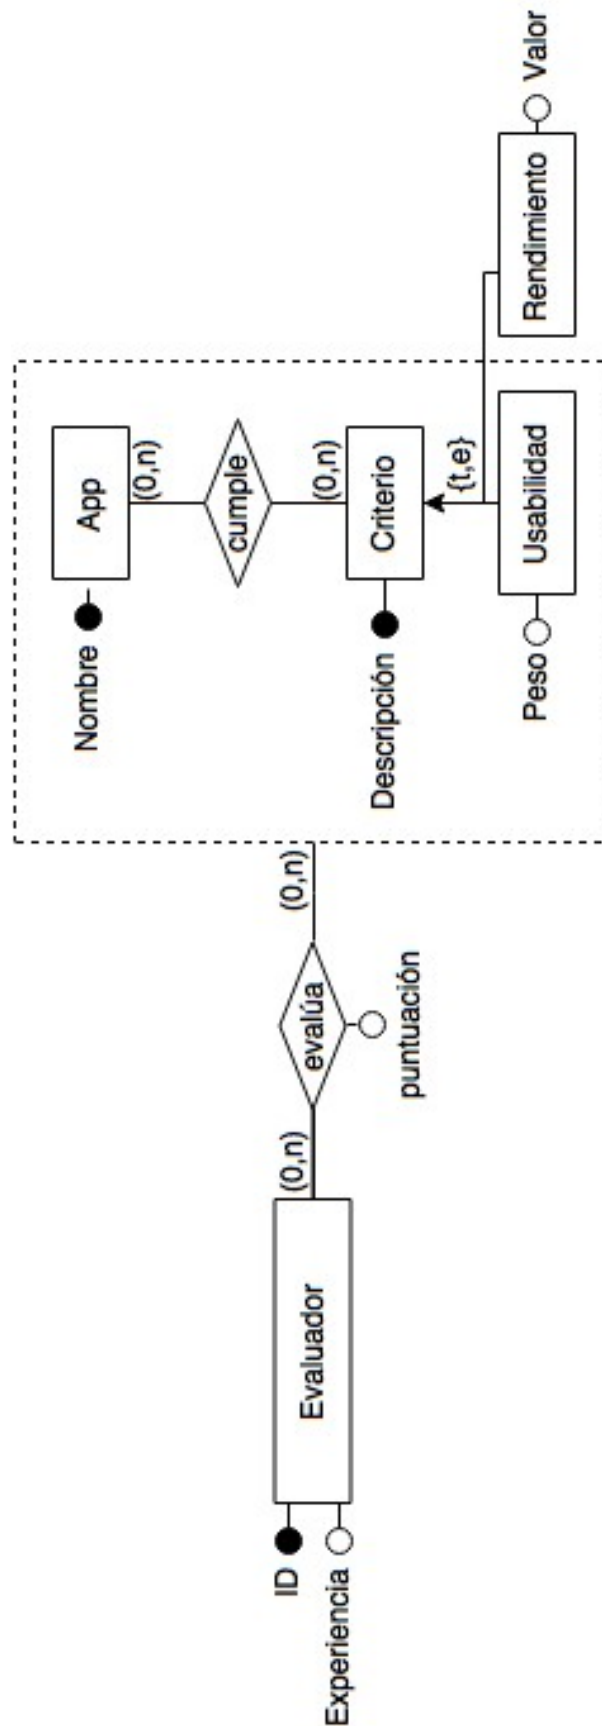 Nombre
App
(0,n)
cumple
(0,n)
Descripción
Criterio
{t,e}
Peso
Usabilidad
Rendimiento
Valor
(0,n)
evalúa
puntuación
(0,n)
ID
Experiencia
Evaluador